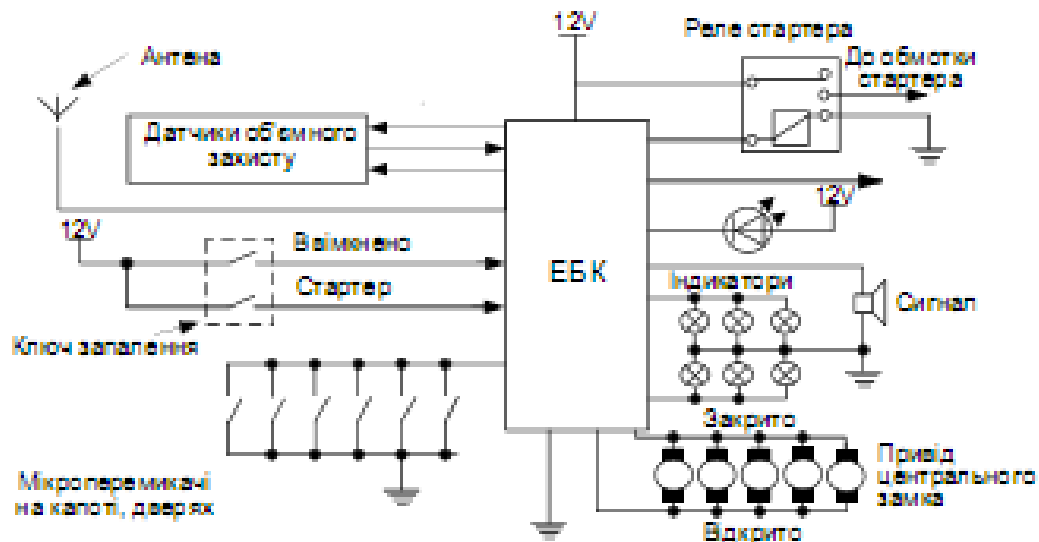 12V
Реле стартера
Антена
До обмотки
стартера
Датчики об'ємного
захисту
12V
12V
Ввімкнено
ЕБК
Стартер
Індикатори
Сигнал
Ключ запалення
Закрито
Привід
центрального
замка
Мікроперемикачі
на капоті, дверях
Відкрито